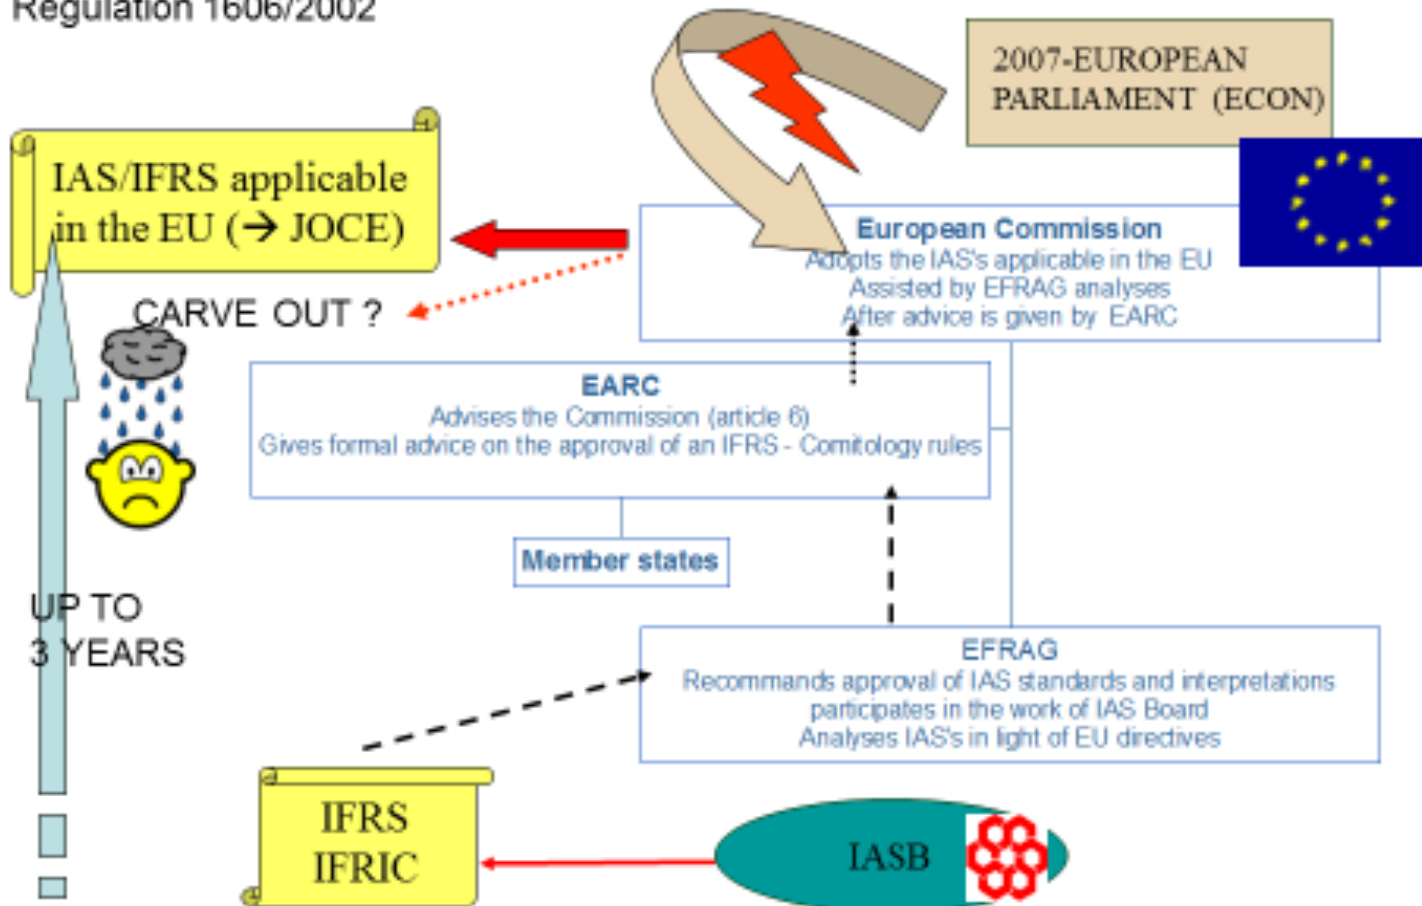 Regulation 1606/2002
2007-EUROPEAN
PARLIAMENT (ECON)
IAS/IFRS applicable
in the EU (→ JOCE)
European Commission
Adopts the IAS's applicable in the EU
Assisted by EFRAG analyses
After advice is given by EARC
CARVE OUT ?
EARC
Advises the Commission (article 6)
Gives formal advice on the approval of an IFRS - Comitology rules
Member states
UP TO
3 YEARS
EFRAG
Recommands approval of IAS standards and interpretations
participates in the work of IAS Board
Analyses IAS's in light of EU directives
IFRS
IFRIC
IASB